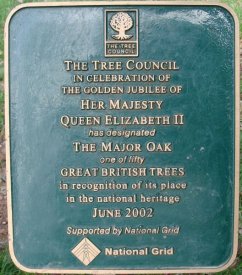 THE TREE
COUNCIL
THE TREE COUNCIL
IN CELEBRATION OF
THE GOLDEN JUBILEE OF
HER MAJESTY
QUEEN ELIZABETH II
has designated
THE MAJOR OAK
one of fifty
GREAT BRITISH TREES
in recognition of its place
in the national heritage
JUNE 2002
Supported by National Grid
National Grid